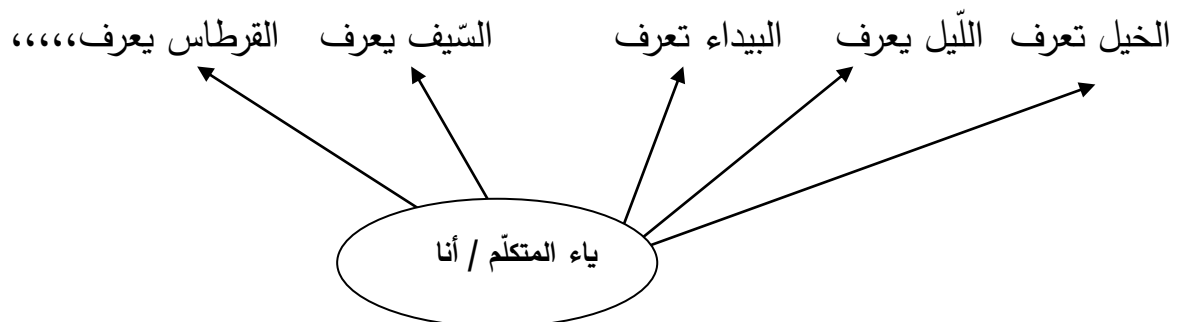 الخيل تعرف اللّيل يعرف البيداء تعرف السّيف يعرف القرطاس يعرف،،،،،
ياء المتكلّم / أنا